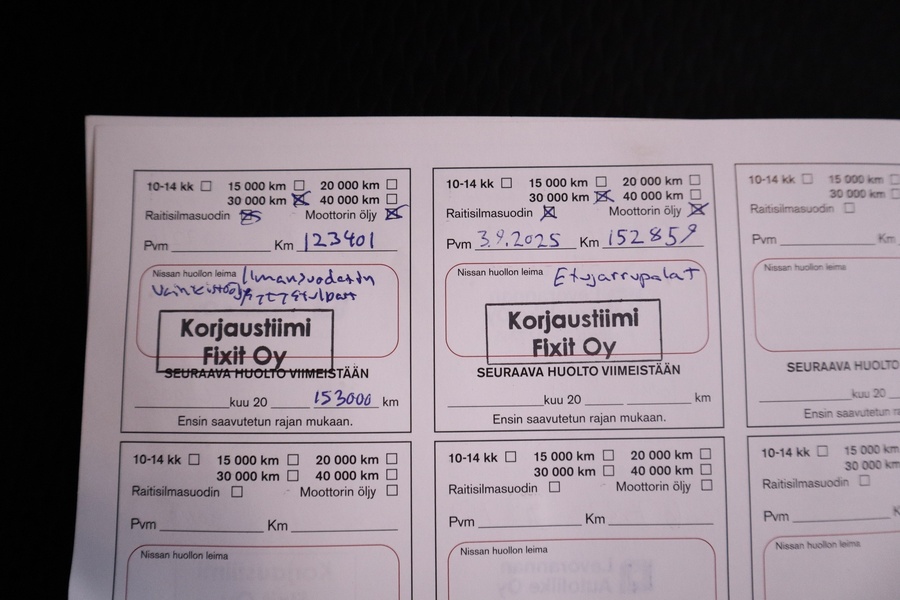 10-14 kk ☐ 15 000 km ☐ 20 000 km ☐
30 000 km ☒ 40 000 km ☐
Raitisilmasuodin ☒ Moottorin öljy ☒
Pvm Km 123401
Nissan huollon leima Ilmansuodatin
Korjaustiimi
Fixit Oy
SEURAAVA HUOLTO VIIMEISTÄÄN
kuu 20 153000 km
Ensin saavutetun rajan mukaan.
10-14 kk ☐ 15 000 km ☐ 20 000 km ☐
30 000 km ☒ 40 000 km ☐
Raitisilmasuodin ☒ Moottorin öljy ☒
Pvm 3.9.2025 Km 152859
Nissan huollon leima Etujarrupalat
Korjaustiimi
Fixit Oy
SEURAAVA HUOLTO VIIMEISTÄÄN
kuu 20 km
Ensin saavutetun rajan mukaan.
10-14 kk ☐ 15 000 km
30 000 km
Raitisilmasuodin ☐
Pvm Km
Nissan huollon leima
SEURAAVA HUOLTO
kuu 20
Ensin saavutetun
10-14 kk ☐ 15 000 km ☐ 20 000 km ☐
30 000 km ☐ 40 000 km ☐
Raitisilmasuodin ☐ Moottorin öljy ☐
Pvm Km
Nissan huollon leima
10-14 kk ☐ 15 000 km ☐ 20 000 km ☐
30 000 km ☐ 40 000 km ☐
Raitisilmasuodin ☐ Moottorin öljy ☐
Pvm Km
Nissan huollon leima
10-14 kk ☐ 15 000 km
30 000 km
Raitisilmasuodin ☐
Pvm
Nissan huollon leima